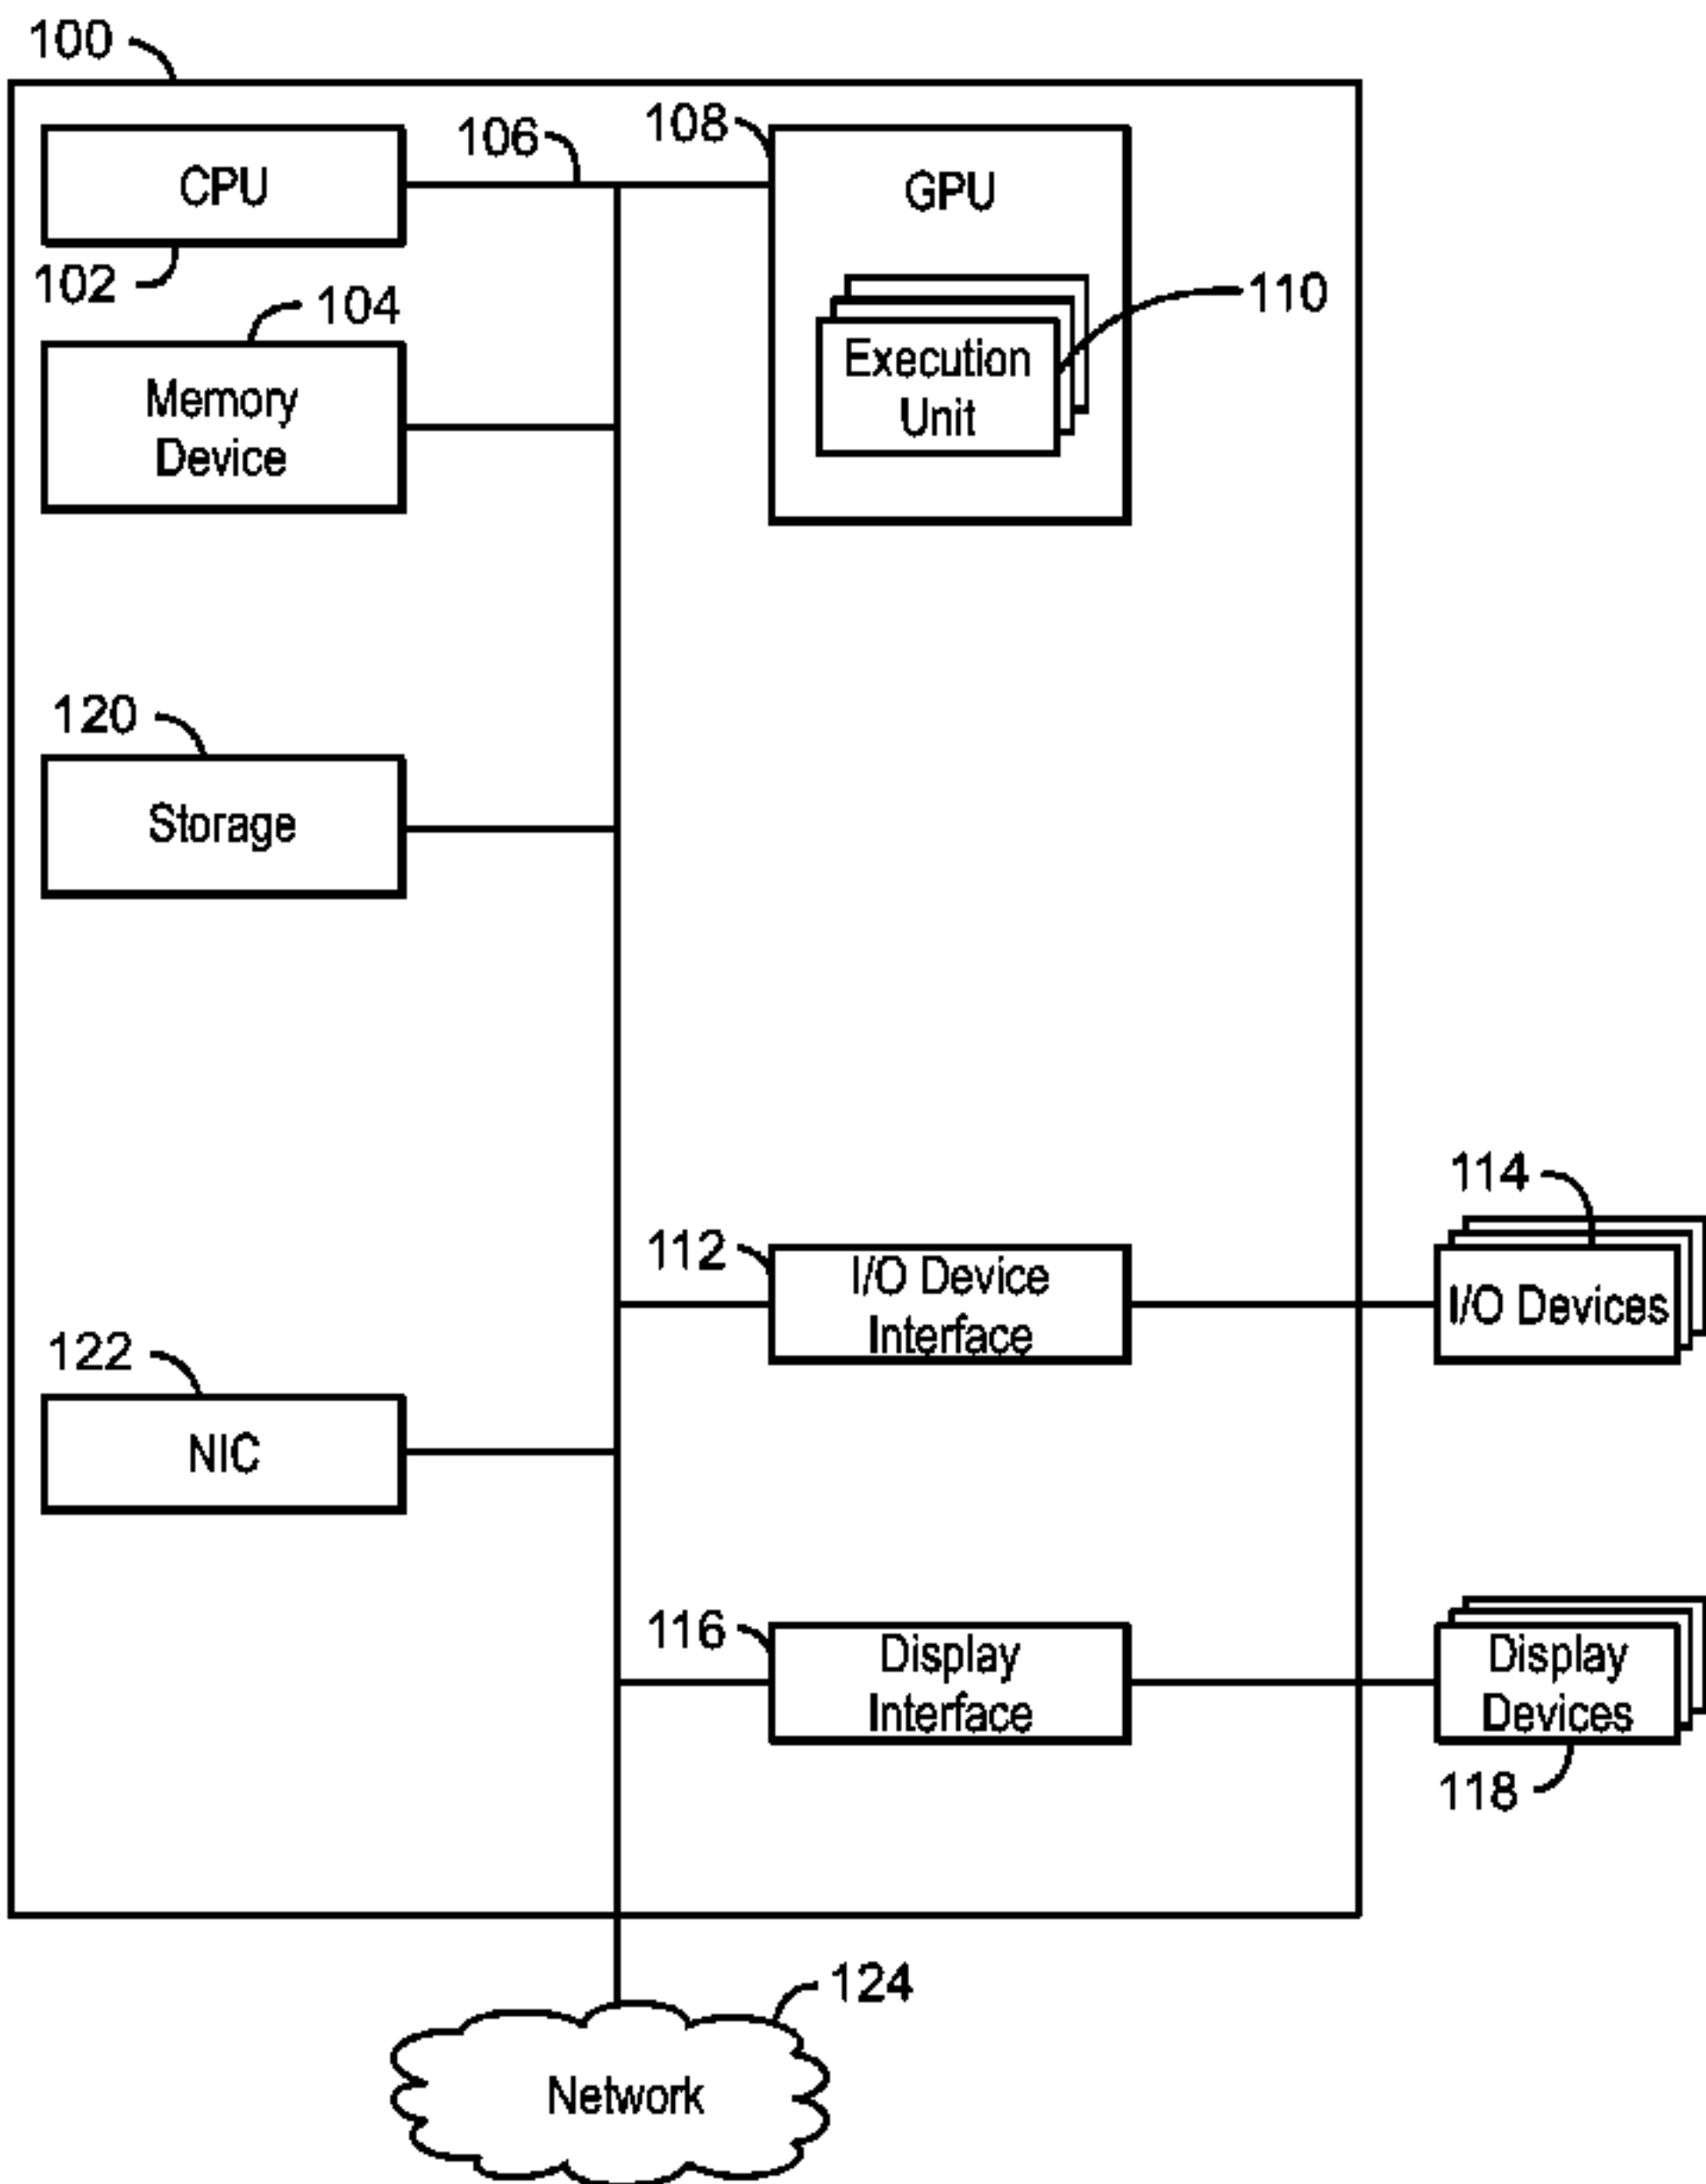 100
CPU
102
106
108
GPU
110
Execution
Unit
104
Memory
Device
120
Storage
112
I/O Device
Interface
114
I/O Devices
122
NIC
116
Display
Interface
Display
Devices
118
124
Network